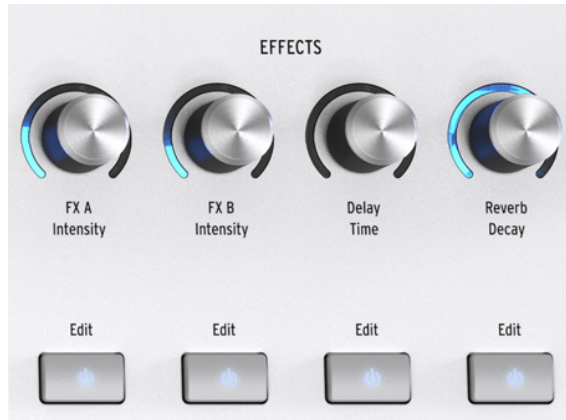 EFFECTS
FX A
Intensity
FX B
Intensity
Delay
Time
Reverb
Decay
Edit
Edit
Edit
Edit